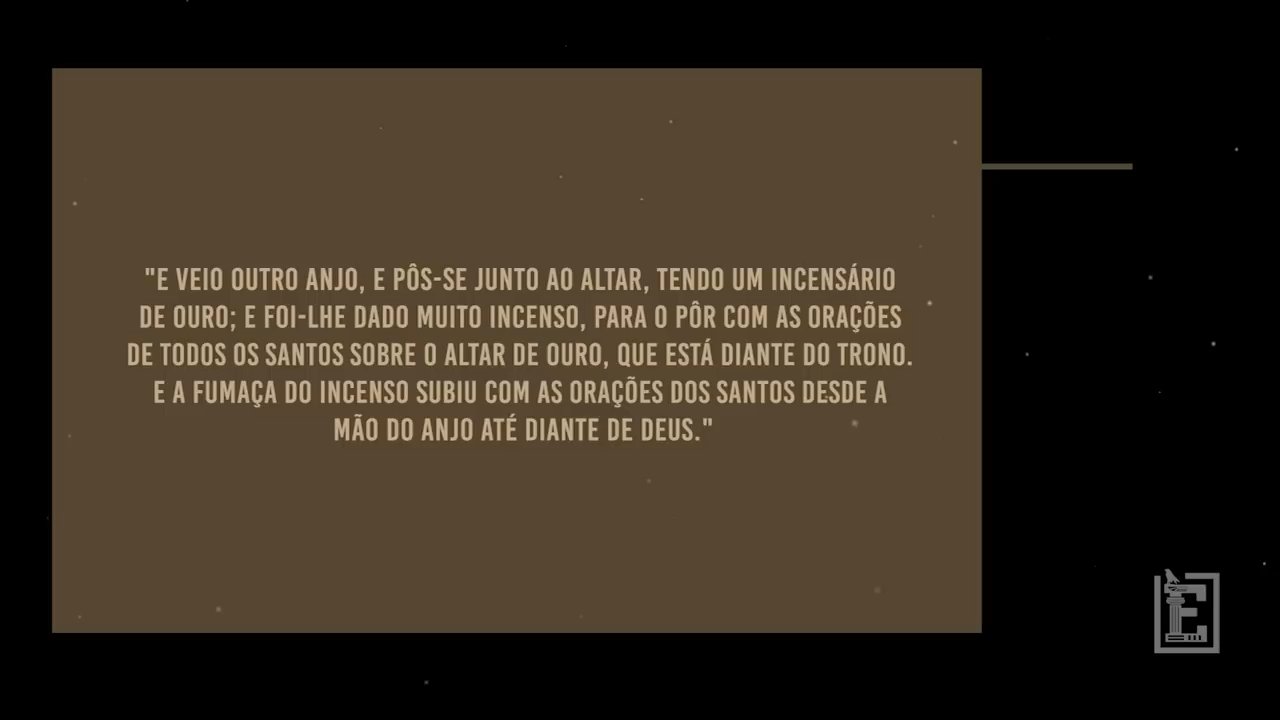 "E VEIO OUTRO ANJO, E PÔS-SE JUNTO AO ALTAR, TENDO UM INCENSÁRIO
DE OURO; E FOI-LHE DADO MUITO INCENSO, PARA O PÔR COM AS ORAÇÕES
DE TODOS OS SANTOS SOBRE O ALTAR DE OURO, QUE ESTÁ DIANTE DO TRONO.
E A FUMAÇA DO INCENSO SUBIU COM AS ORAÇÕES DOS SANTOS DESDE A
MÃO DO ANJO ATÉ DIANTE DE DEUS."
E